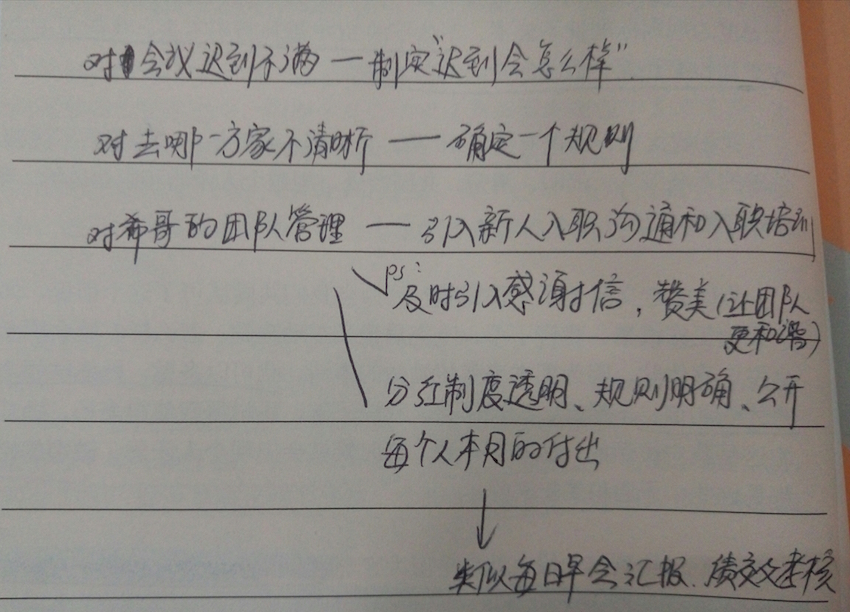 对会议迟到不满 — 制定"迟到会怎么样"
对去哪一方家不清晰 — 确定一个规则
对希哥的团队管理 — 引入新人入职沟通和入职培训
ps:
及时引入感谢信，赞美(让团队
更和谐)
分红制度透明、规则明确、公开
每个人本月的付出
↓
类似每日早会汇报、绩效考核